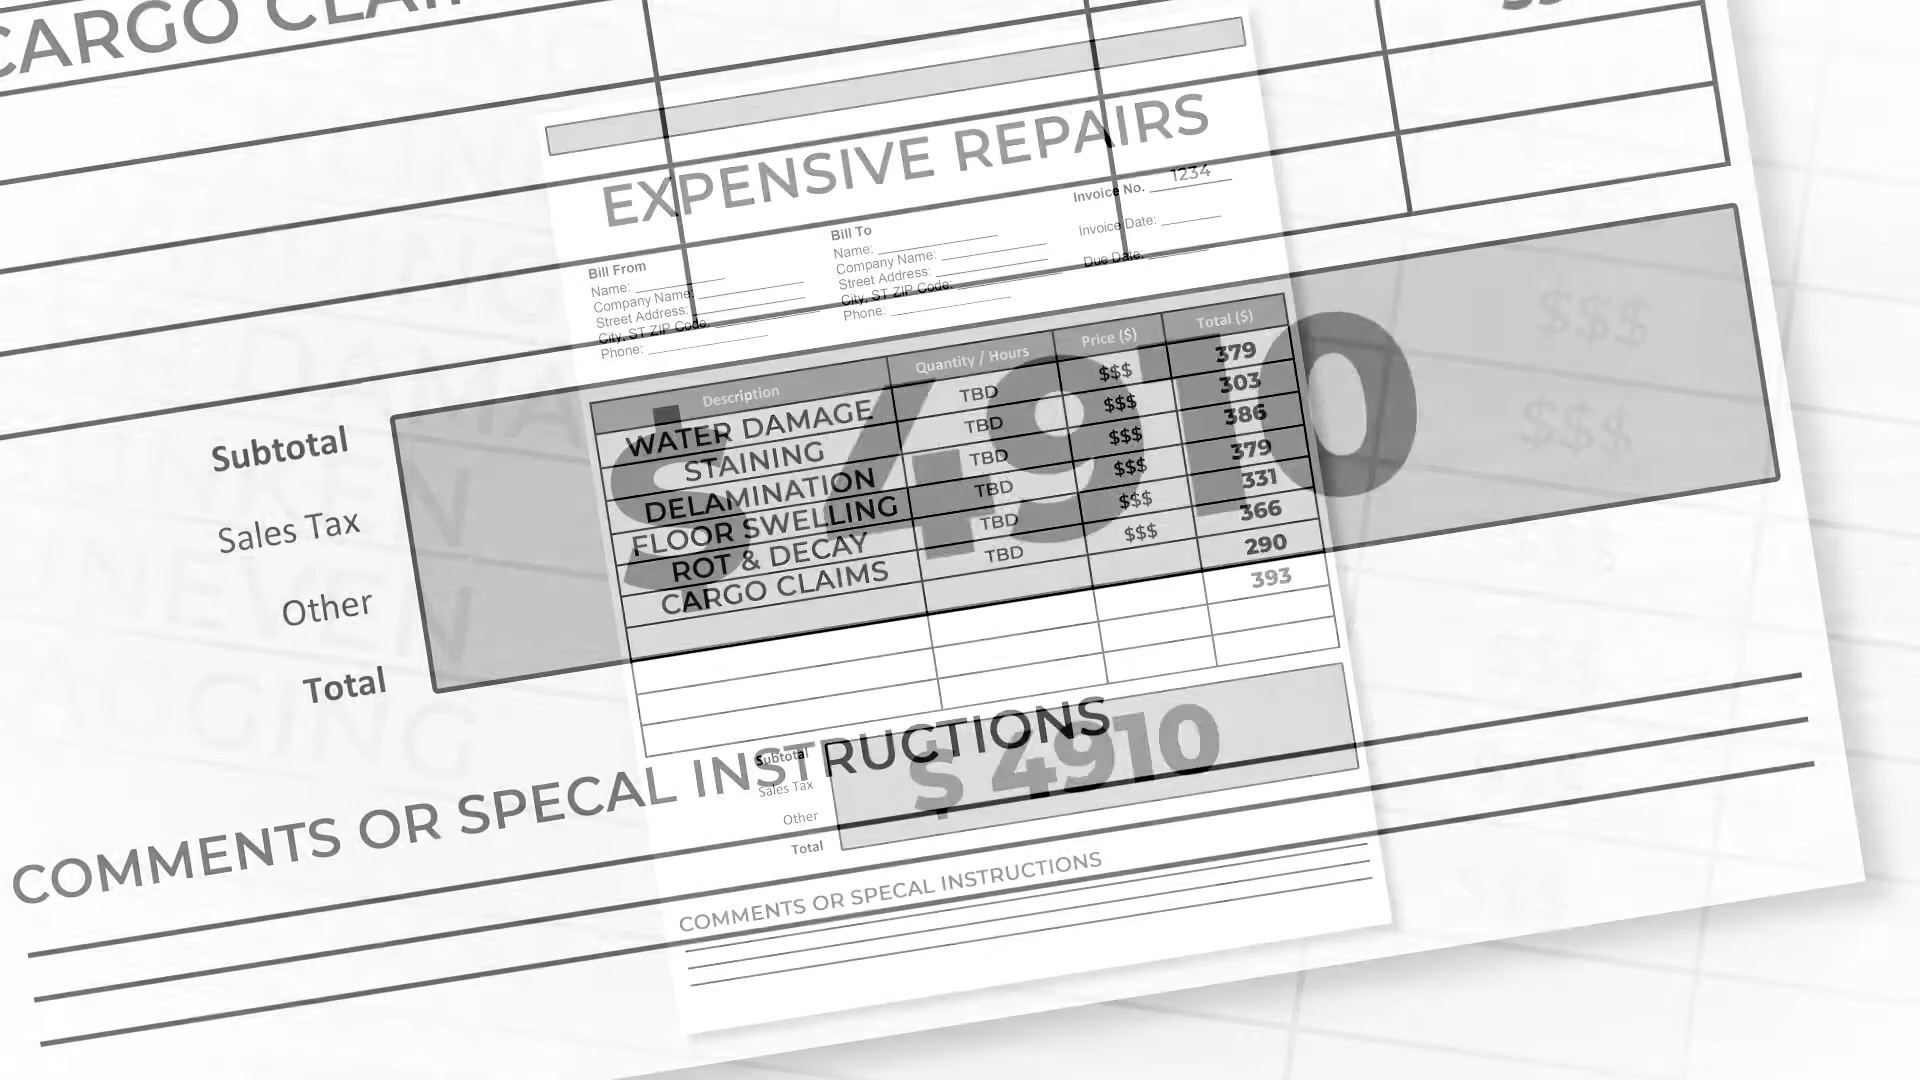 CARGO CLAIM
EXPENSIVE REPAIRS
Invoice No. 1234
Invoice Date:
Due Date:
Bill To
Name:
Company Name:
Street Address:
City, ST ZIP Code:
Phone:
Bill From
Name:
Company Name:
Street Address:
City, ST ZIP Code:
Phone:
Description Quantity / Hours Price ($) Total ($)
WATER DAMAGE TBD $$$ 379
STAINING TBD $$$ 303
DELAMINATION TBD $$$ 386
FLOOR SWELLING TBD $$$ 379
ROT & DECAY TBD $$$ 331
CARGO CLAIMS TBD $$$ 366
290
393
Subtotal
Sales Tax
Other
Total
$ 4910
COMMENTS OR SPECAL INSTRUCTIONS
Subtotal
Sales Tax
Other
Total
$ 4910
COMMENTS OR SPECAL INSTRUCTIONS
$$$
$$$
$$$
$$$
UNEVEN
SAGGING